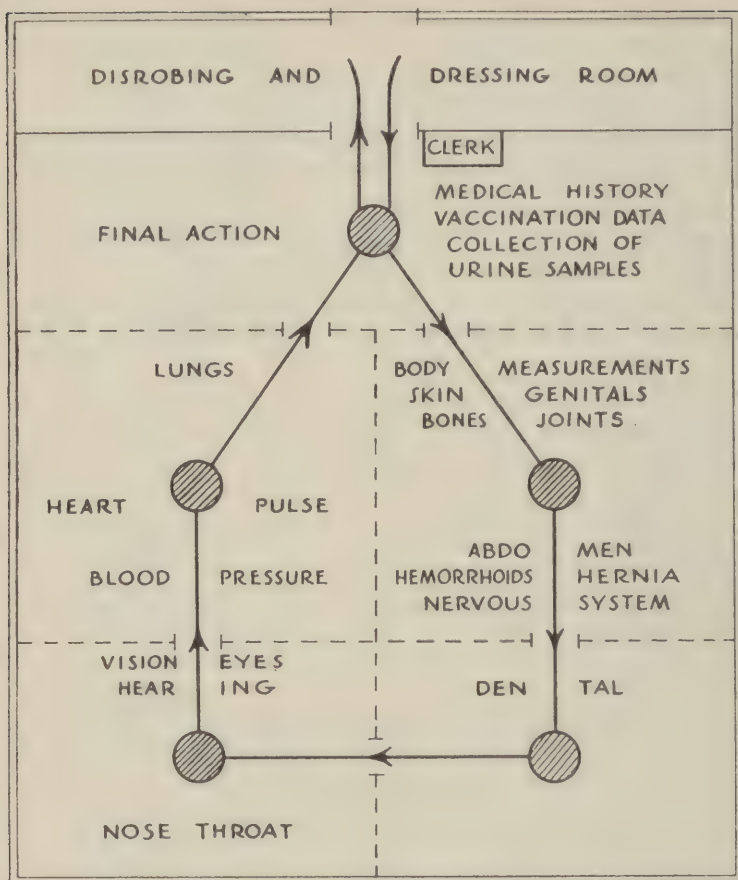 DISROBING AND DRESSING ROOM
CLERK
MEDICAL HISTORY
VACCINATION DATA
COLLECTION OF
URINE SAMPLES
FINAL ACTION
LUNGS
BODY MEASUREMENTS
SKIN GENITALS
BONES JOINTS
HEART PULSE
BLOOD PRESSURE
ABDO MEN
HEMORRHOIDS HERNIA
NERVOUS SYSTEM
VISION EYES
HEAR ING
DEN TAL
NOSE THROAT